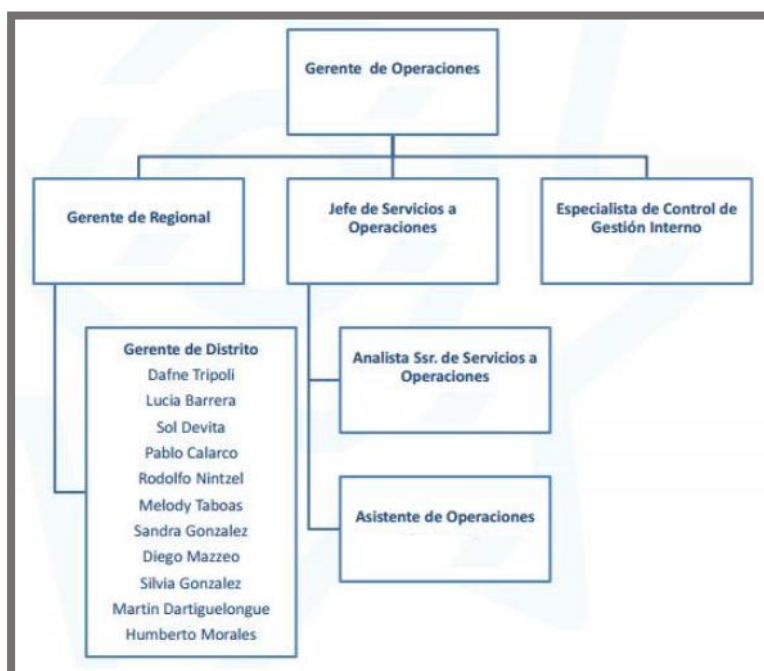 Gerente de Operaciones
Gerente de Regional
Jefe de Servicios a
Operaciones
Especialista de Control de
Gestión Interno
Gerente de Distrito
Dafne Tripoli
Lucia Barrera
Sol Devita
Pablo Calarco
Rodolfo Nintzel
Melody Taboas
Sandra Gonzalez
Diego Mazzeo
Silvia Gonzalez
Martin Dartiguelongue
Humberto Morales
Analista Ssr. de Servicios a
Operaciones
Asistente de Operaciones